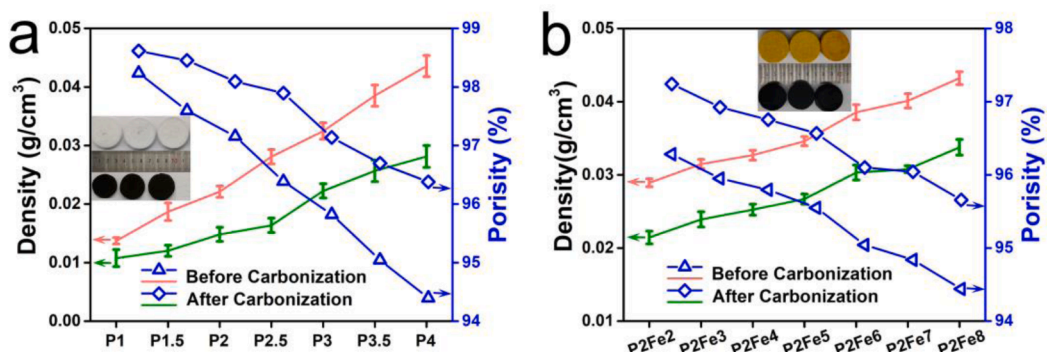 a
0.05
0.04
0.03
0.02
0.01
0.00
Density (g/cm³)
P1 P1.5 P2 P2.5 P3 P3.5 P4
99
98
97
96
95
94
Porisity (%)
Before Carbonization
After Carbonization
b
0.05
0.04
0.03
0.02
0.01
Density(g/cm³)
P2Fe2 P2Fe3 P2Fe4 P2Fe5 P2Fe6 P2Fe7 P2Fe8
98
97
96
95
94
Porisity (%)
Before Carbonization
After Carbonization